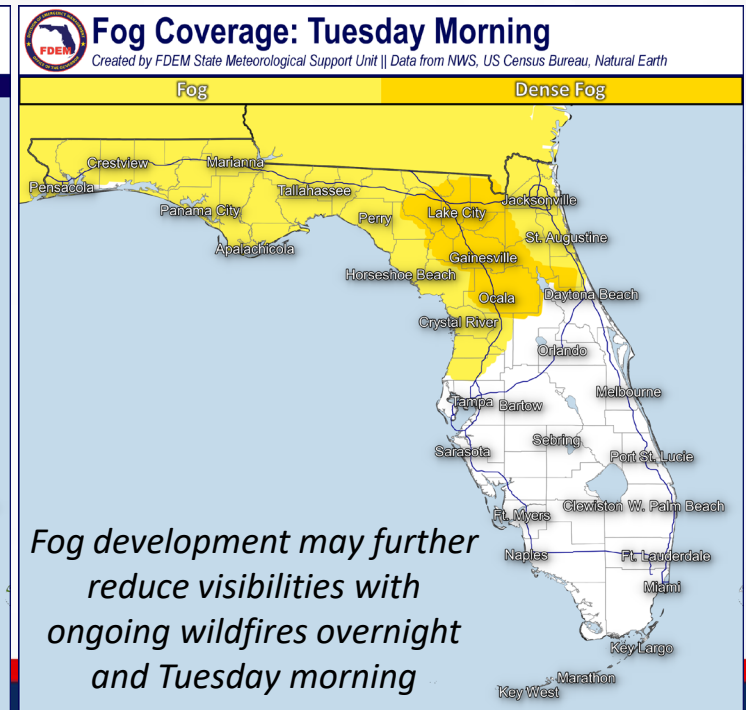 Fog Coverage: Tuesday Morning
FDEM
Created by FDEM State Meteorological Support Unit || Data from NWS, US Census Bureau, Natural Earth
Fog
Dense Fog
Crestview
Marianna
Pensacola
Tallahassee
Jacksonville
Panama City
Perry
Lake City
St. Augustine
Apalachicola
Gainesville
Horseshoe Beach
Ocala
Daytona Beach
Crystal River
Orlando
Melbourne
Tampa
Bartow
Sebring
Sarasota
Port St. Lucie
Clewiston
W. Palm Beach
Ft. Myers
Naples
Ft. Lauderdale
Miami
Key Largo
Marathon
Key West
Fog development may further
reduce visibilities with
ongoing wildfires overnight
and Tuesday morning